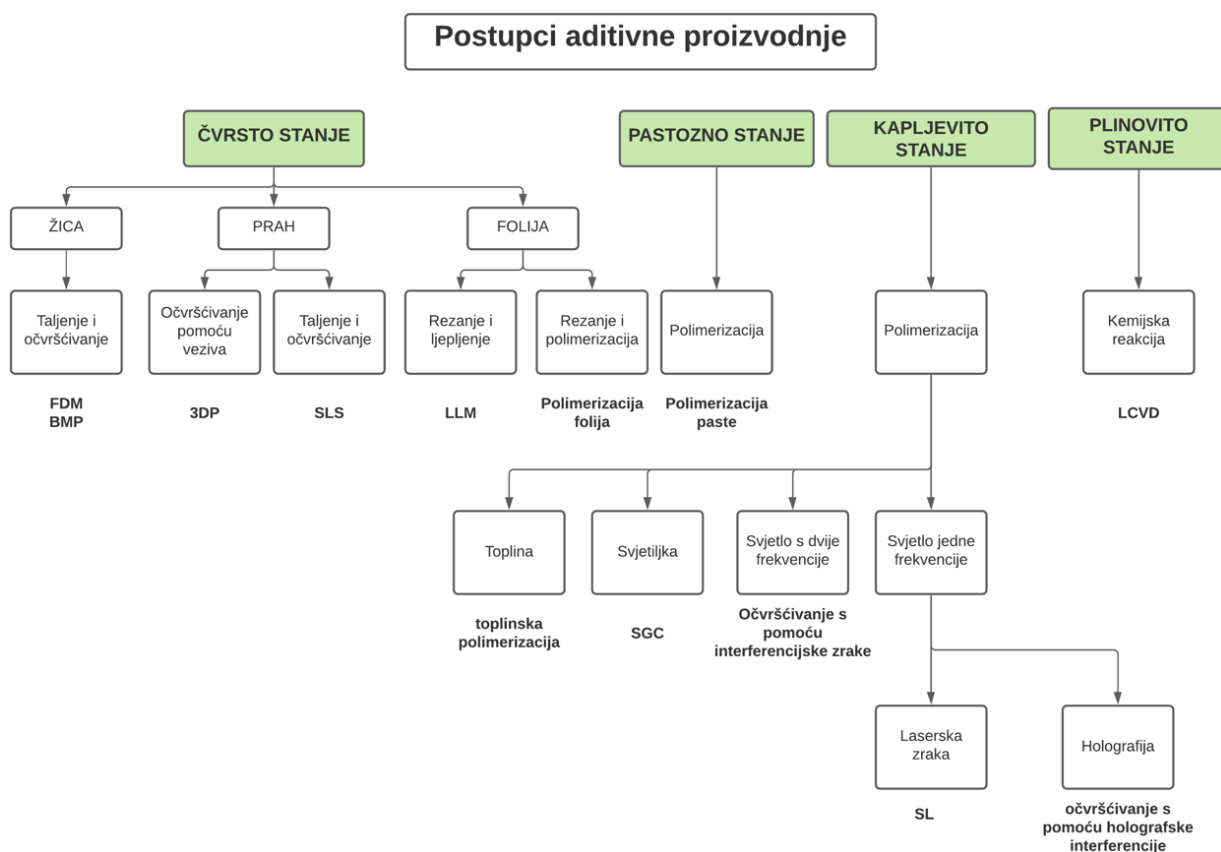 Postupci aditivne proizvodnje
ČVRSTO STANJE
PASTOZNO STANJE
KAPLJEVITO
STANJE
PLINOVITO
STANJE
ŽICA
PRAH
FOLIJA
Taljenje i
očvršćivanje
Očvršćivanje
pomoću
veziva
Taljenje i
očvršćivanje
Rezanje i
ljepljenje
Rezanje i
polimerizacija
Polimerizacija
Polimerizacija
Kemijska
reakcija
FDM
BMP
3DP
SLS
LLM
Polimerizacija
folija
Polimerizacija
paste
LCVD
Toplina
Svjetiljka
Svjetlo s dvije
frekvencije
Svjetlo jedne
frekvencije
toplinska
polimerizacija
SGC
Očvršćivanje s
pomoću
interferencijske zrake
Laserska
zraka
Holografija
SL
očvršćivanje s
pomoću holografske
interferencije